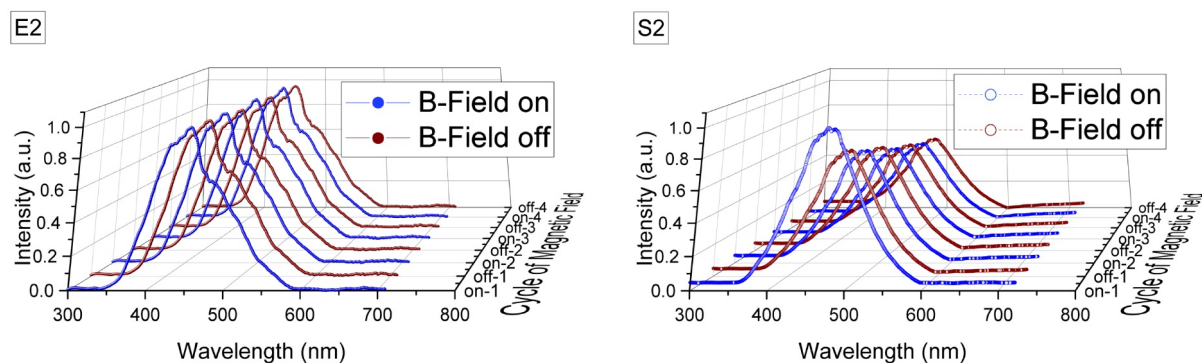 E2
B-Field on
B-Field off
Intensity (a.u.)
1.0
0.8
0.6
0.4
0.2
0.0
300
400
500
600
700
800
Wavelength (nm)
off-4
on-4
off-3
on-3
off-2
on-2
off-1
on-1
Cycle of Magnetic Field
S2
B-Field on
B-Field off
Intensity (a.u.)
1.0
0.8
0.6
0.4
0.2
0.0
300
400
500
600
700
800
Wavelength (nm)
off-4
on-4
off-3
on-3
off-2
on-2
off-1
on-1
Cycle of Magnetic Field